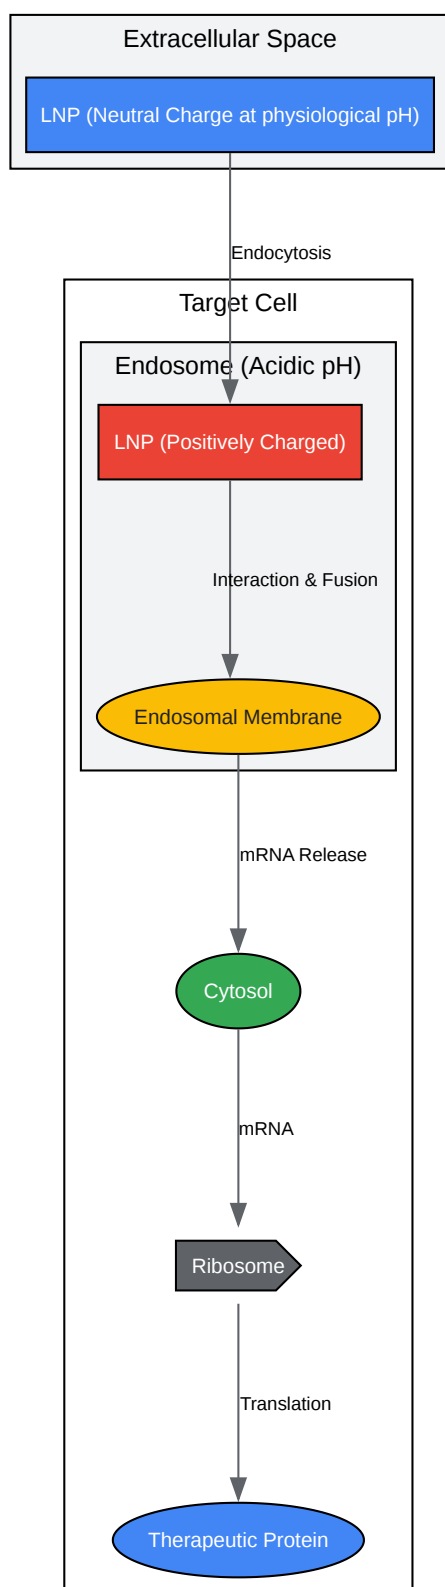 Extracellular Space
LNP (Neutral Charge at physiological pH)
Endocytosis
Target Cell
Endosome (Acidic pH)
LNP (Positively Charged)
Interaction & Fusion
Endosomal Membrane
mRNA Release
Cytosol
mRNA
Ribosome
Translation
Therapeutic Protein